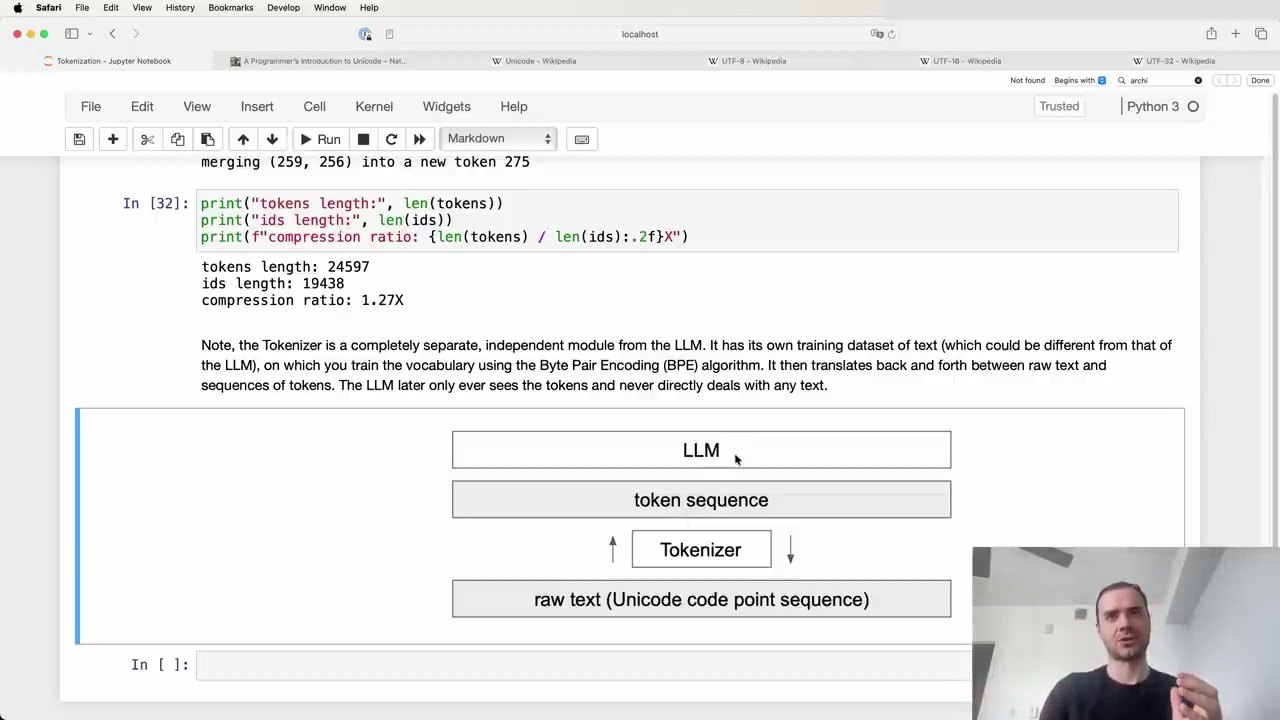 Safari File Edit View History Bookmarks Develop Window Help
localhost
Tokenization - Jupyter Notebook
A Programmer's Introduction to Unicode – Nat...
Unicode - Wikipedia
UTF-8 - Wikipedia
UTF-16 - Wikipedia
UTF-32 - Wikipedia
Not found Begins with archi Done
File Edit View Insert Cell Kernel Widgets Help
Trusted Python 3
Run Markdown
merging (259, 256) into a new token 275
In [32]: print("tokens length:", len(tokens))
print("ids length:", len(ids))
print(f"compression ratio: {len(tokens) / len(ids):.2f}X")
tokens length: 24597
ids length: 19438
compression ratio: 1.27X
Note, the Tokenizer is a completely separate, independent module from the LLM. It has its own training dataset of text (which could be different from that of
the LLM), on which you train the vocabulary using the Byte Pair Encoding (BPE) algorithm. It then translates back and forth between raw text and
sequences of tokens. The LLM later only ever sees the tokens and never directly deals with any text.
LLM
token sequence
↑ Tokenizer ↓
raw text (Unicode code point sequence)
In [ ]: